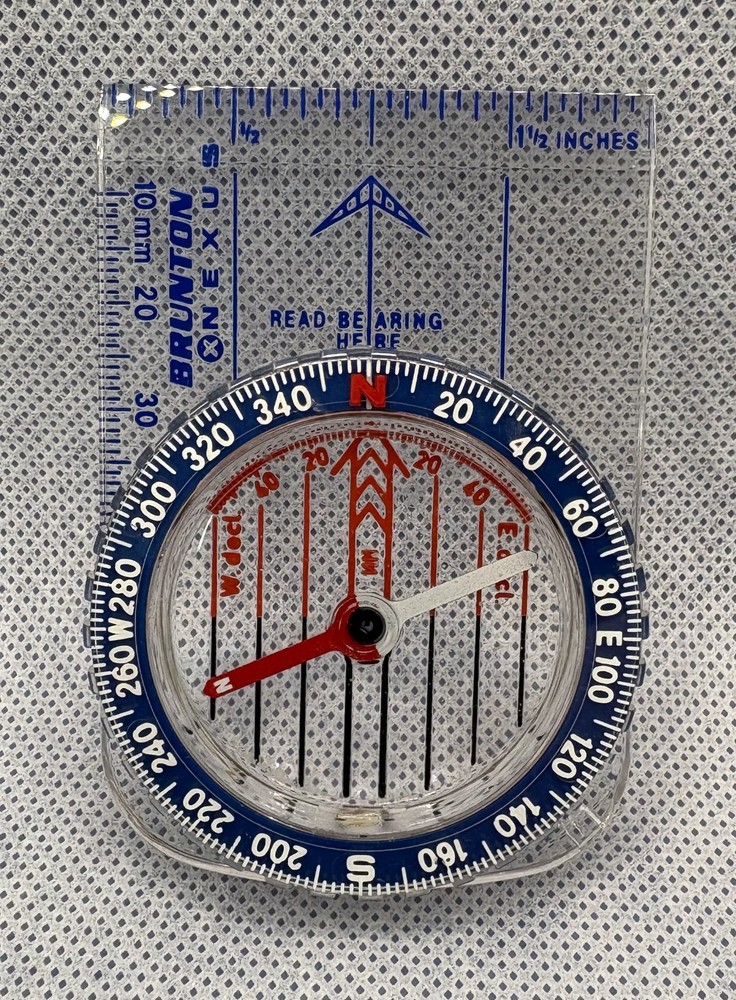 1/2
1 1/2 INCHES
10 mm 20 30
BRUNTON
NEXUS
READ BEARING
HERE
N 20 40 60 80 E 100 120 140 160 S 200 220 240 260 W 280 300 320 340
W decl 40 20
20 40 E decl
N